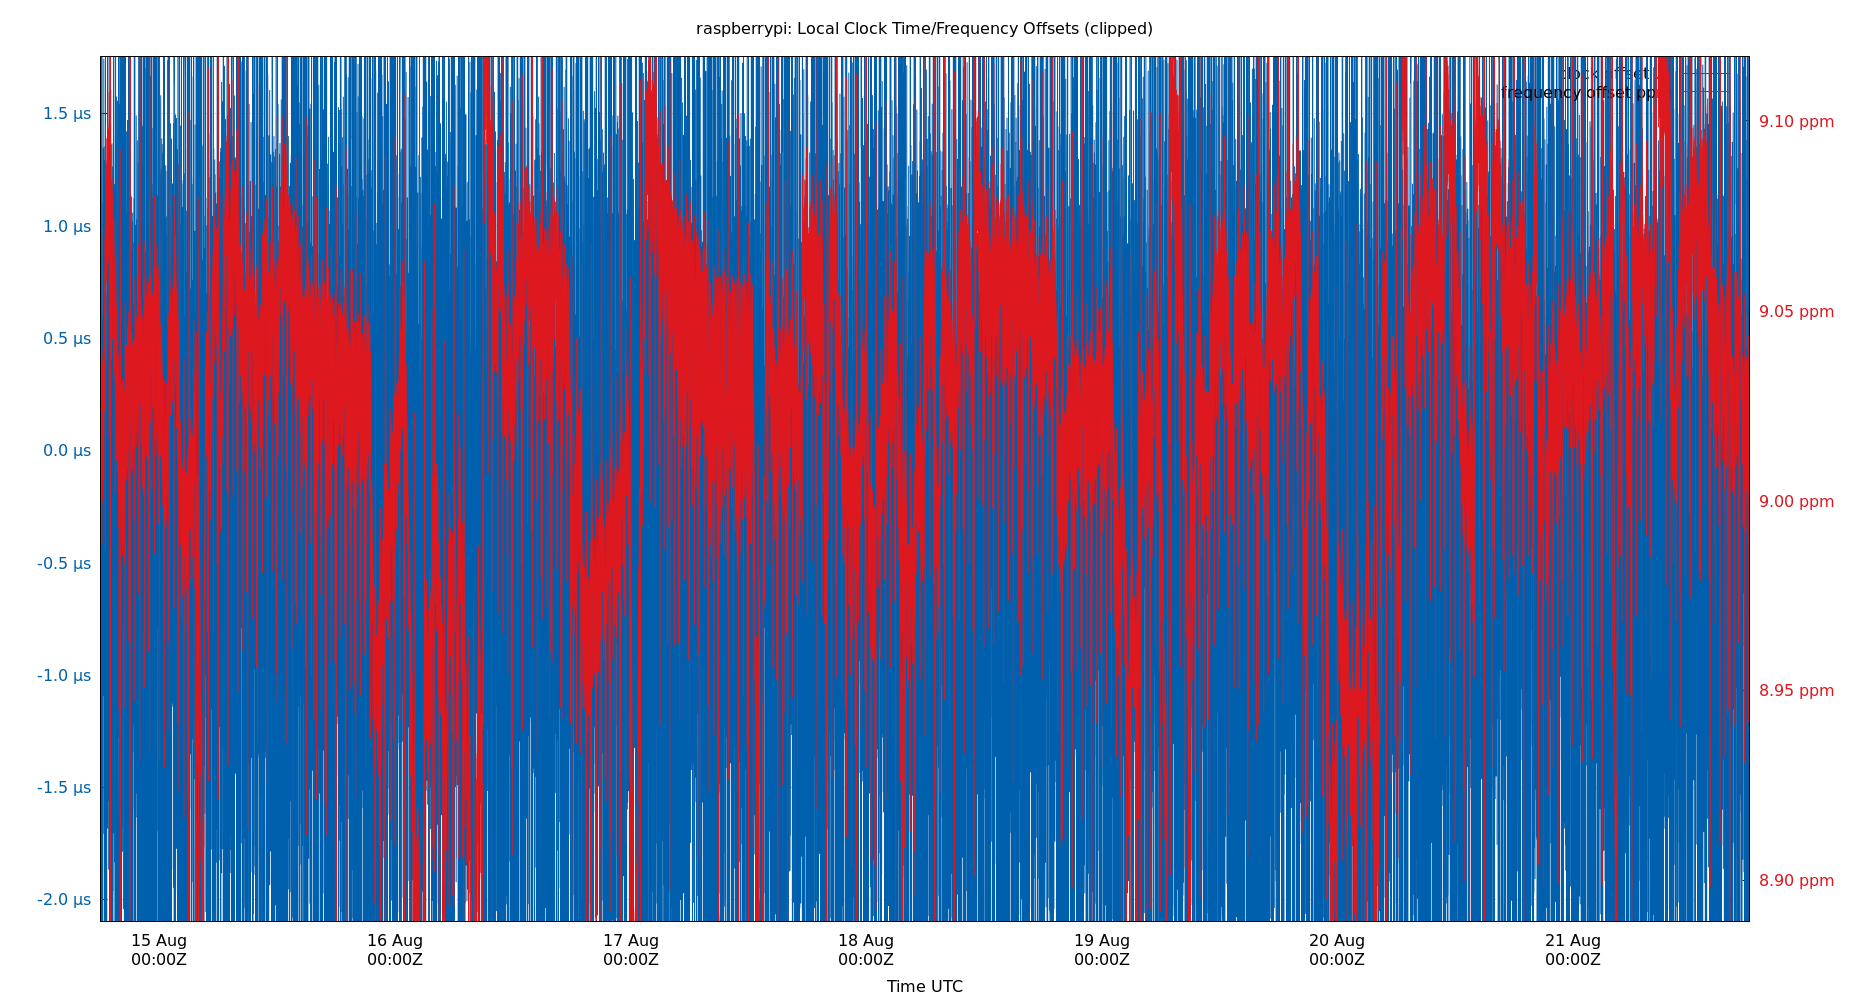 raspberrypi: Local Clock Time/Frequency Offsets (clipped)
clock offset
frequency offset
1.5 µs
1.0 µs
0.5 µs
0.0 µs
-0.5 µs
-1.0 µs
-1.5 µs
-2.0 µs
9.10 ppm
9.05 ppm
9.00 ppm
8.95 ppm
8.90 ppm
15 Aug
00:00Z
16 Aug
00:00Z
17 Aug
00:00Z
18 Aug
00:00Z
19 Aug
00:00Z
20 Aug
00:00Z
21 Aug
00:00Z
Time UTC